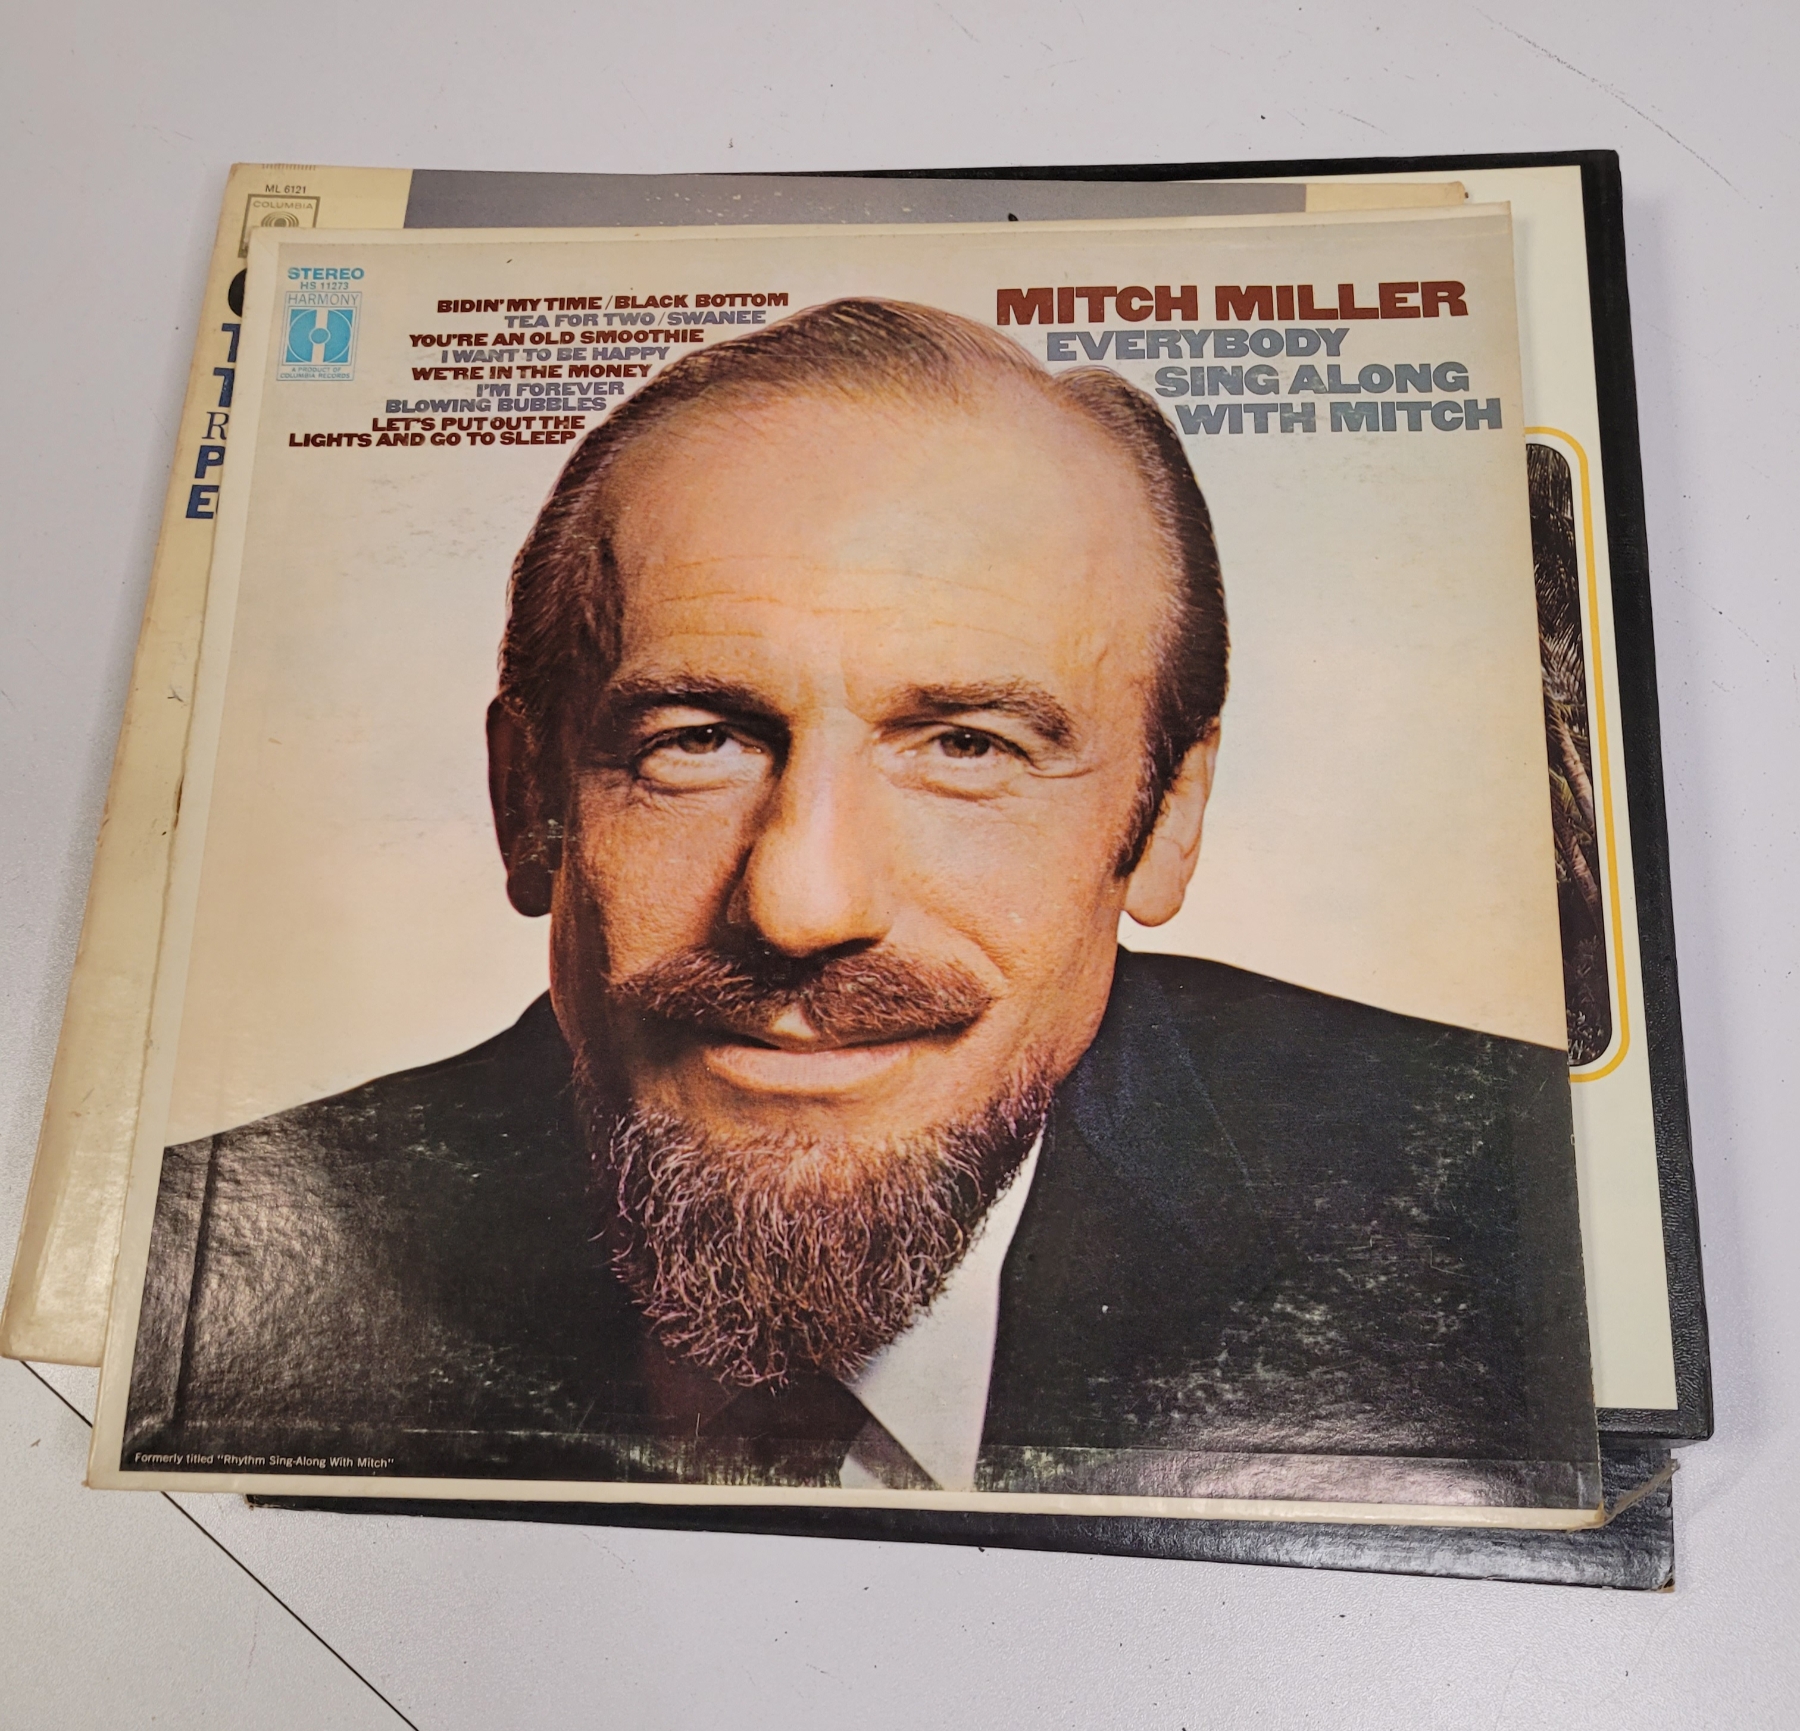 ML 6121
COLUMBIA
STEREO
HS 11273
HARMONY
A PRODUCT OF
COLUMBIA RECORDS
BIDIN' MY TIME / BLACK BOTTOM
TEA FOR TWO / SWANEE
YOU'RE AN OLD SMOOTHIE
I WANT TO BE HAPPY
WE'RE IN THE MONEY
I'M FOREVER
BLOWING BUBBLES
LET'S PUT OUT THE
LIGHTS AND GO TO SLEEP
MITCH MILLER
EVERYBODY
SING ALONG
WITH MITCH
Formerly titled "Rhythm Sing-Along With Mitch"